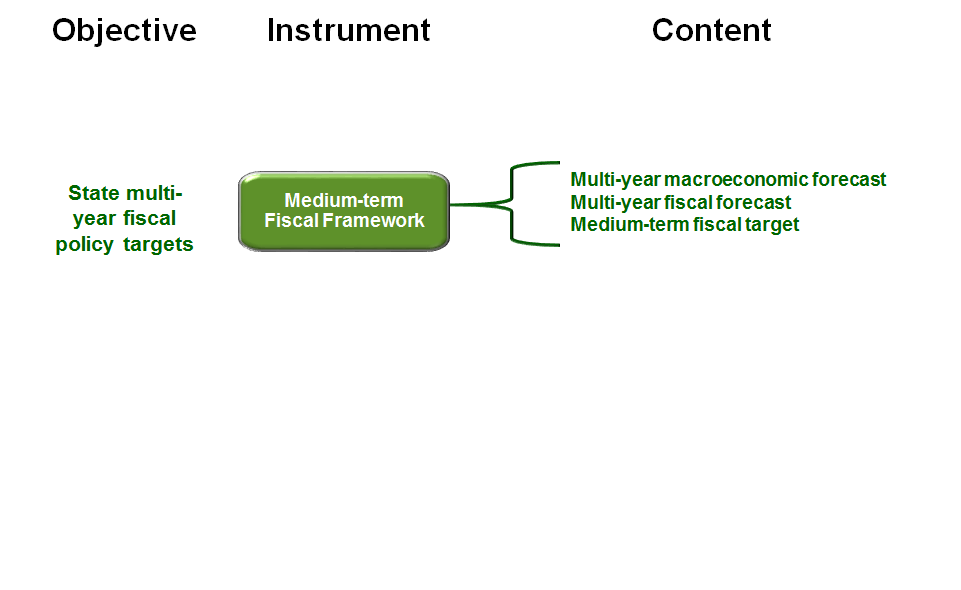 Objective Instrument Content
State multi-
year fiscal
policy targets
Medium-term
Fiscal Framework
Multi-year macroeconomic forecast
Multi-year fiscal forecast
Medium-term fiscal target